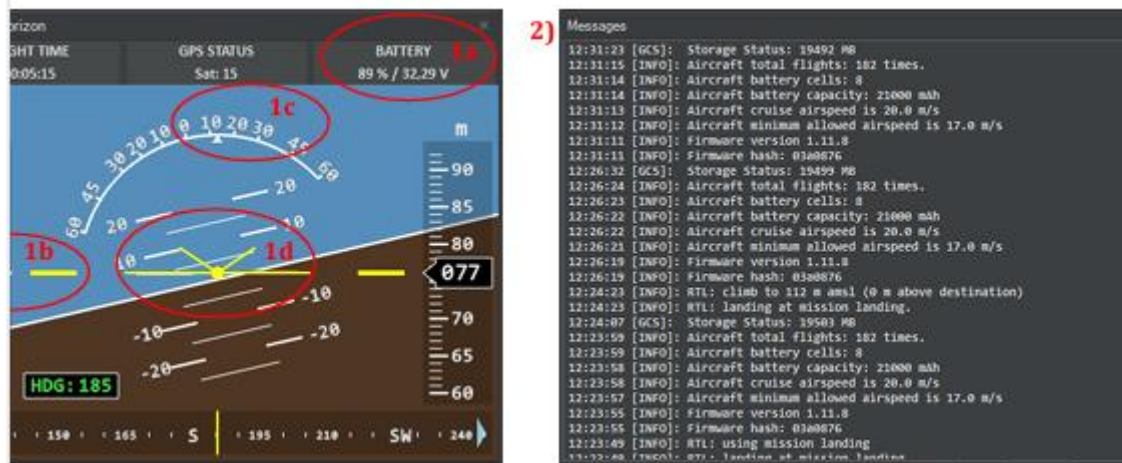 orizon
GHT TIME
GPS STATUS
BATTERY
1a
0:05:15
Sat: 15
89 % / 32,29 V
1c
60 45 30 20 10 0 10 20 30 45 60
m
90
85
80
077
70
65
60
20
20
10
10
1b
1d
-10
-10
-20
-20
HDG: 185
150 165 S 195 210 SW 240
2)
Messages
12:31:23 [GCS]: Storage Status: 19492 MB
12:31:15 [INFO]: Aircraft total flights: 182 times.
12:31:14 [INFO]: Aircraft battery cells: 8
12:31:14 [INFO]: Aircraft battery capacity: 21000 mAh
12:31:13 [INFO]: Aircraft cruise airspeed is 20.0 m/s
12:31:12 [INFO]: Aircraft minimum allowed airspeed is 17.0 m/s
12:31:11 [INFO]: Firmware version 1.11.8
12:31:11 [INFO]: Firmware hash: 03a0876
12:26:32 [GCS]: Storage Status: 19499 MB
12:26:24 [INFO]: Aircraft total flights: 182 times.
12:26:23 [INFO]: Aircraft battery cells: 8
12:26:22 [INFO]: Aircraft battery capacity: 21000 mAh
12:26:22 [INFO]: Aircraft cruise airspeed is 20.0 m/s
12:26:21 [INFO]: Aircraft minimum allowed airspeed is 17.0 m/s
12:26:19 [INFO]: Firmware version 1.11.8
12:26:19 [INFO]: Firmware hash: 03a0876
12:24:23 [INFO]: RTL: climb to 112 m amsl (0 m above destination)
12:24:23 [INFO]: RTL: landing at mission landing.
12:24:07 [GCS]: Storage Status: 19503 MB
12:23:59 [INFO]: Aircraft total flights: 182 times.
12:23:59 [INFO]: Aircraft battery cells: 8
12:23:58 [INFO]: Aircraft battery capacity: 21000 mAh
12:23:58 [INFO]: Aircraft cruise airspeed is 20.0 m/s
12:23:57 [INFO]: Aircraft minimum allowed airspeed is 17.0 m/s
12:23:55 [INFO]: Firmware version 1.11.8
12:23:55 [INFO]: Firmware hash: 03a0876
12:23:49 [INFO]: RTL: using mission landing
12:23:49 [INFO]: RTL: landing at mission landing